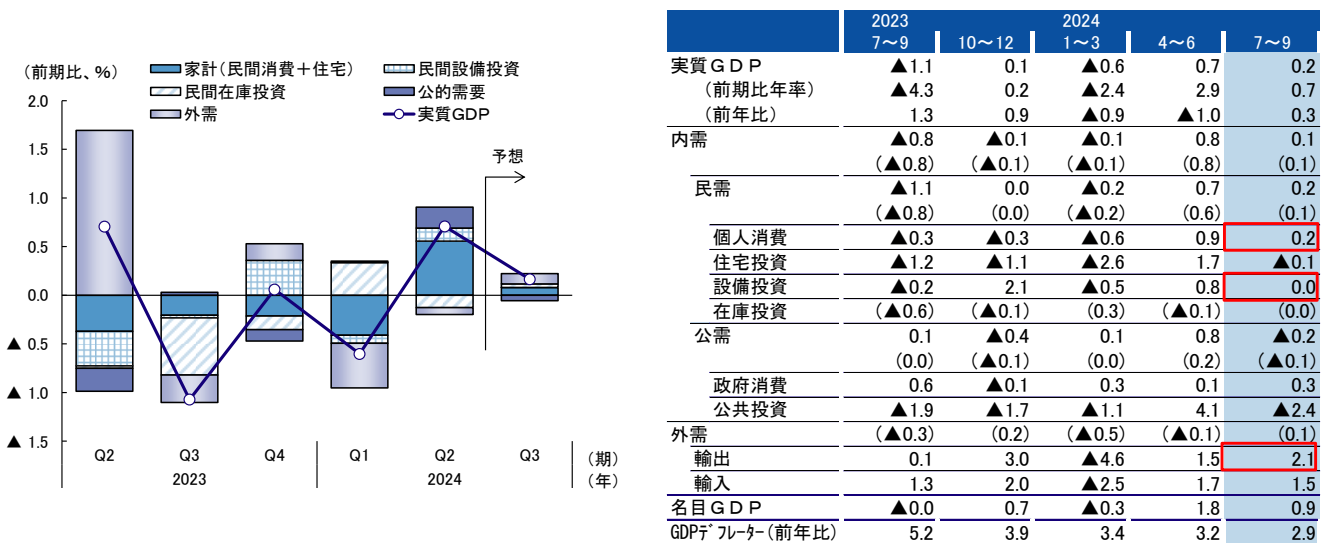 （前期比、％）
家計（民間消費＋住宅）　民間設備投資
民間在庫投資　公的需要
外需　実質GDP
2.0
1.5
1.0
0.5
0.0
▲ 0.5
▲ 1.0
▲ 1.5
予想
Q2　Q3　Q4　Q1　Q2　Q3　（期）
2023　2024　（年）
2023　2024
7～9　10～12　1～3　4～6　7～9
実質ＧＤＰ　▲1.1　0.1　▲0.6　0.7　0.2
（前期比年率）　▲4.3　0.2　▲2.4　2.9　0.7
（前年比）　1.3　0.9　▲0.9　▲1.0　0.3
内需　▲0.8　▲0.1　▲0.1　0.8　0.1
（▲0.8）　（▲0.1）　（▲0.1）　（0.8）　（0.1）
民需　▲1.1　0.0　▲0.2　0.7　0.2
（▲0.8）　（0.0）　（▲0.2）　（0.6）　（0.1）
個人消費　▲0.3　▲0.3　▲0.6　0.9　0.2
住宅投資　▲1.2　▲1.1　▲2.6　1.7　▲0.1
設備投資　▲0.2　2.1　▲0.5　0.8　0.0
在庫投資　（▲0.6）　（▲0.1）　（0.3）　（▲0.1）　（0.0）
公需　0.1　▲0.4　0.1　0.8　▲0.2
（0.0）　（▲0.1）　（0.0）　（0.2）　（▲0.1）
政府消費　0.6　▲0.1　0.3　0.1　0.3
公共投資　▲1.9　▲1.7　▲1.1　4.1　▲2.4
外需　（▲0.3）　（0.2）　（▲0.5）　（▲0.1）　（0.1）
輸出　0.1　3.0　▲4.6　1.5　2.1
輸入　1.3　2.0　▲2.5　1.7　1.5
名目ＧＤＰ　▲0.0　0.7　▲0.3　1.8　0.9
GDPﾃﾞﾌﾚｰﾀｰ（前年比）　5.2　3.9　3.4　3.2　2.9